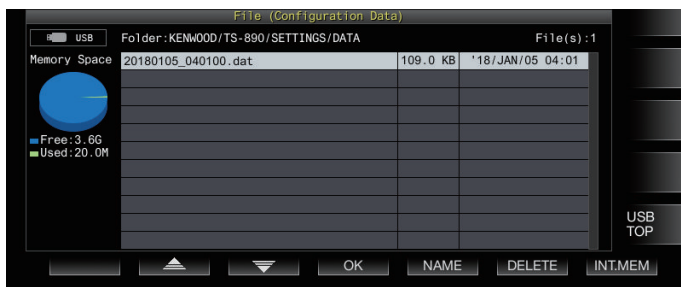 File (Configuration Data)
USB
Folder:KENWOOD/TS-890/SETTINGS/DATA
File(s):1
Memory Space
20180105_040100.dat
109.0 KB
'18/JAN/05 04:01
Free:3.6G
Used:20.0M
USB
TOP
OK
NAME
DELETE
INT.MEM